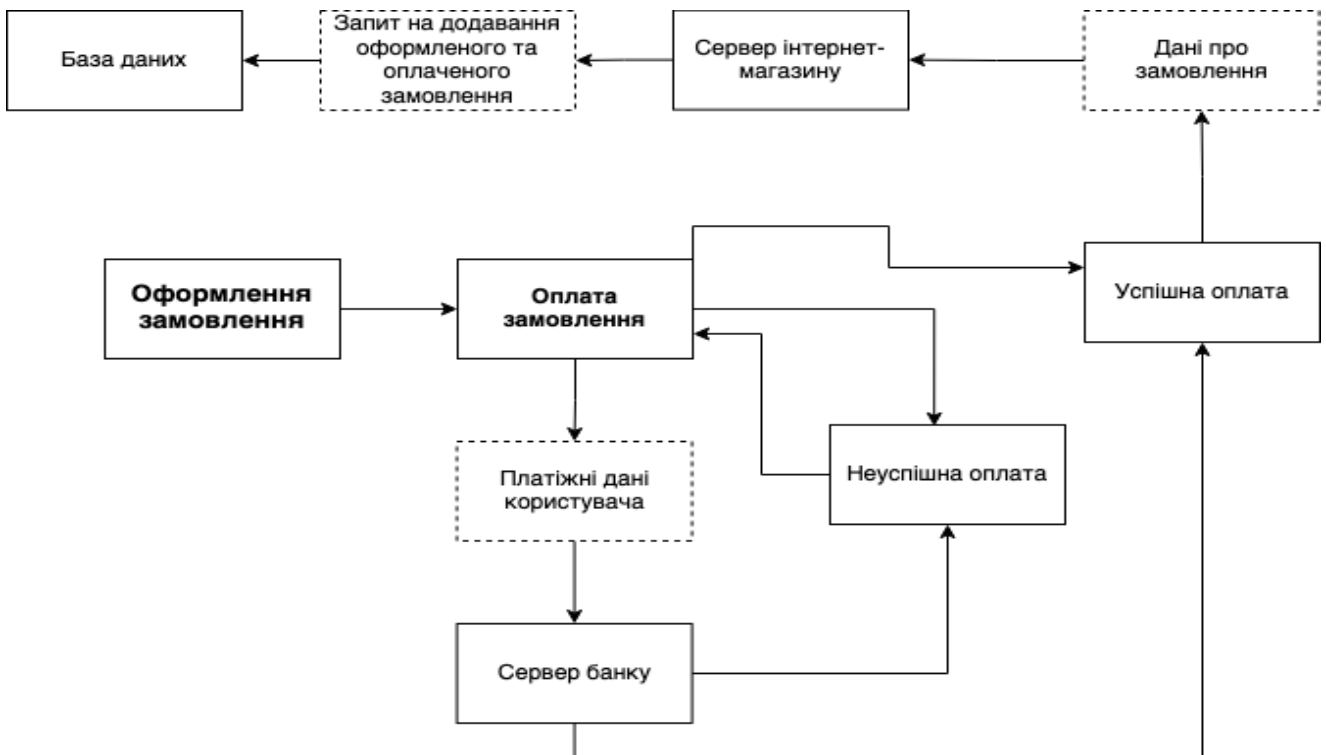 База даних
Запит на додавання
оформленого та
оплаченого
замовлення
Сервер інтернет-
магазину
Дані про
замовлення
Оформлення
замовлення
Оплата
замовлення
Успішна оплата
Платіжні дані
користувача
Неуспішна оплата
Сервер банку